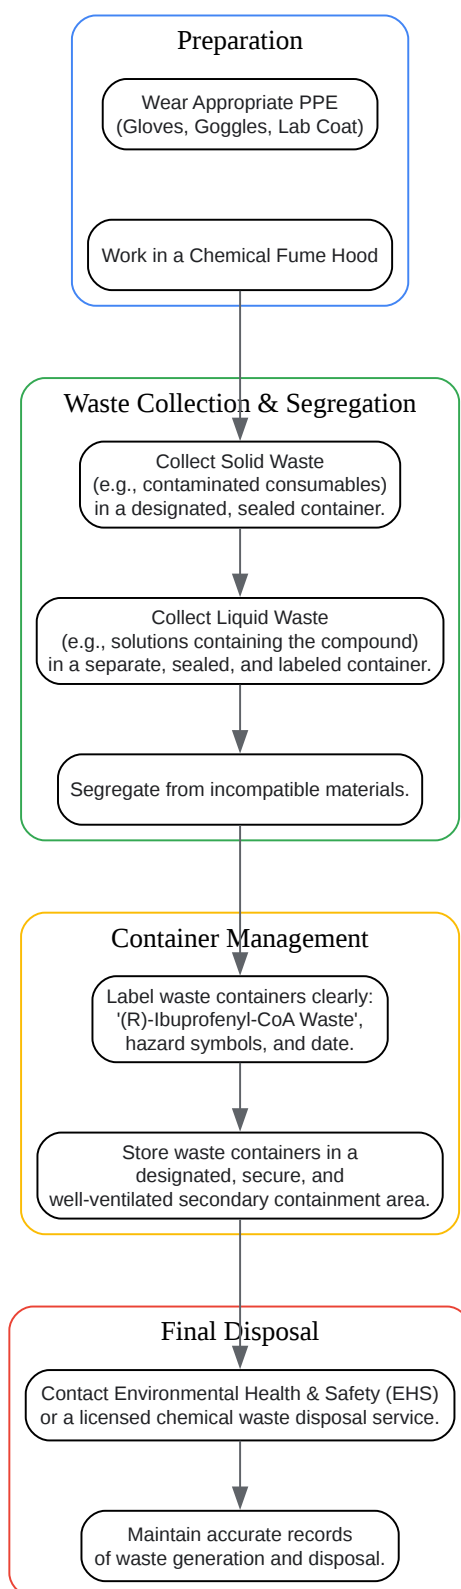 Preparation
Wear Appropriate PPE
(Gloves, Goggles, Lab Coat)
Work in a Chemical Fume Hood
Waste Collection & Segregation
Collect Solid Waste
(e.g., contaminated consumables)
in a designated, sealed container.
Collect Liquid Waste
(e.g., solutions containing the compound)
in a separate, sealed, and labeled container.
Segregate from incompatible materials.
Container Management
Label waste containers clearly:
'(R)-Ibuprofenyl-CoA Waste',
hazard symbols, and date.
Store waste containers in a
designated, secure, and
well-ventilated secondary containment area.
Final Disposal
Contact Environmental Health & Safety (EHS)
or a licensed chemical waste disposal service.
Maintain accurate records
of waste generation and disposal.